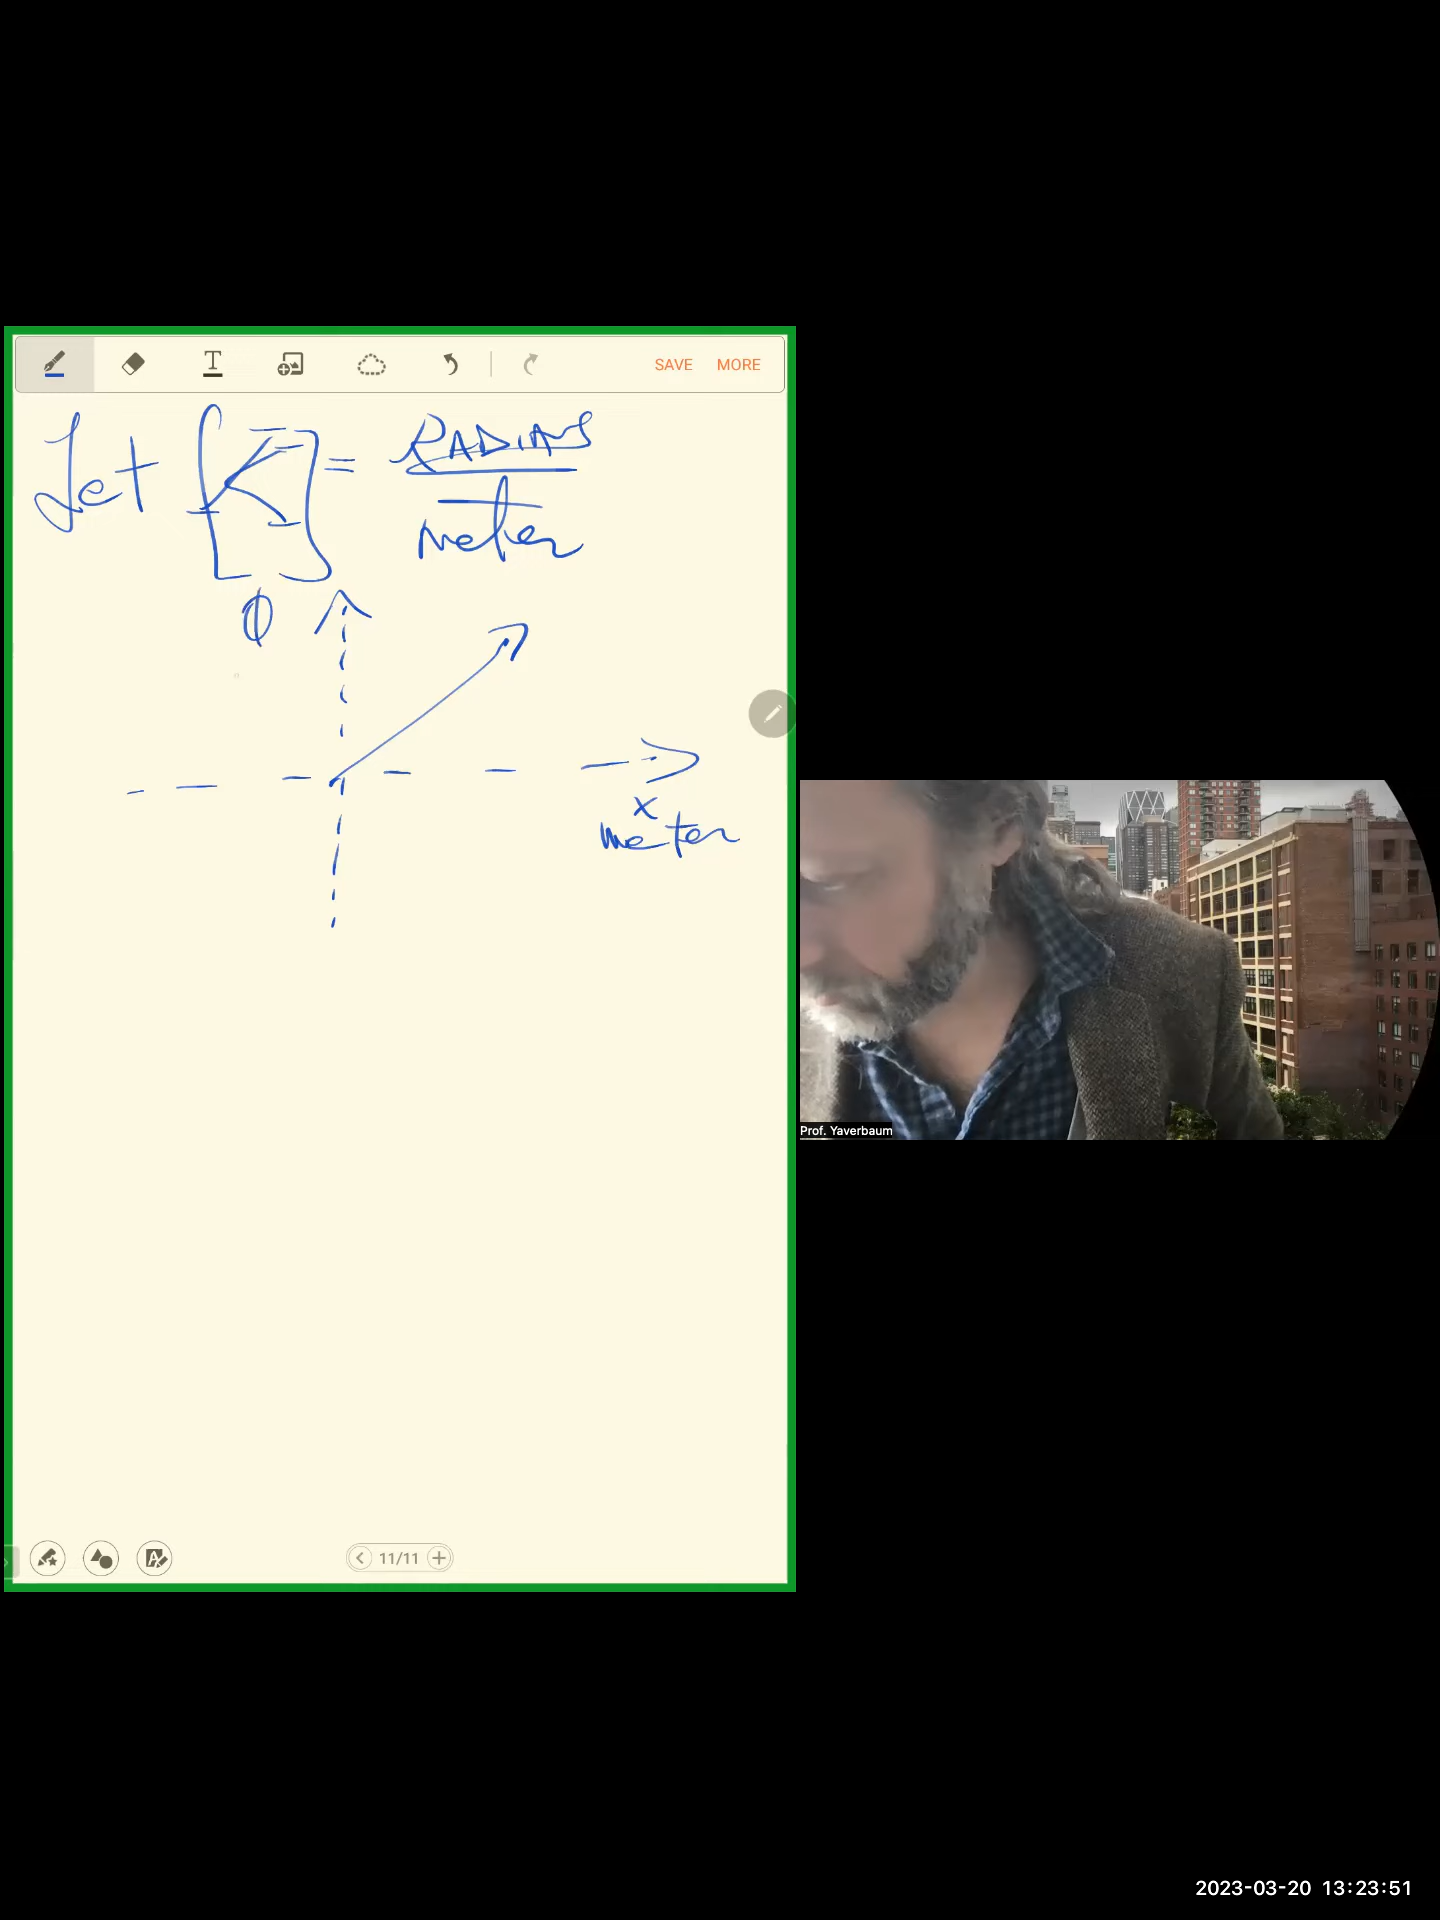 SAVE MORE
Let [K] = RADIANS
meter
ϕ
x
meter
Prof. Yaverbaum
11/11
2023-03-20 13:23:51